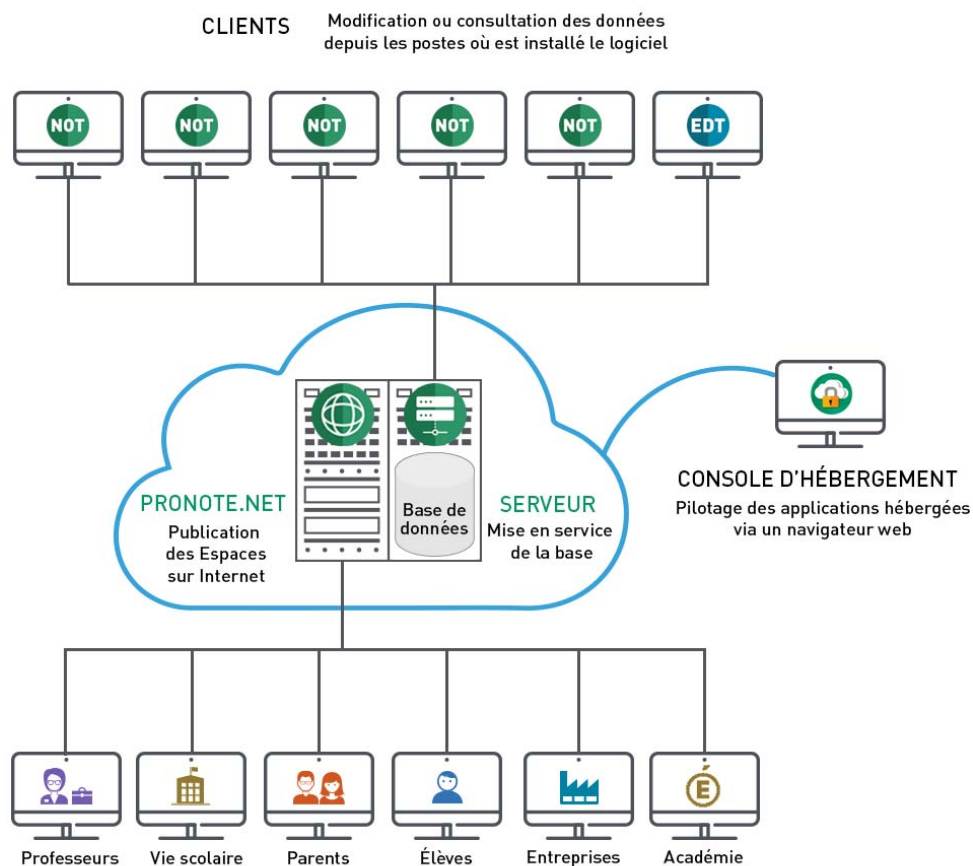 CLIENTS
Modification ou consultation des données
depuis les postes où est installé le logiciel
NOT
NOT
NOT
NOT
NOT
EDT
PRONOTE.NET
Publication
des Espaces
sur Internet
Base de
données
SERVEUR
Mise en service
de la base
CONSOLE D'HÉBERGEMENT
Pilotage des applications hébergées
via un navigateur web
É
Professeurs
Vie scolaire
Parents
Élèves
Entreprises
Académie